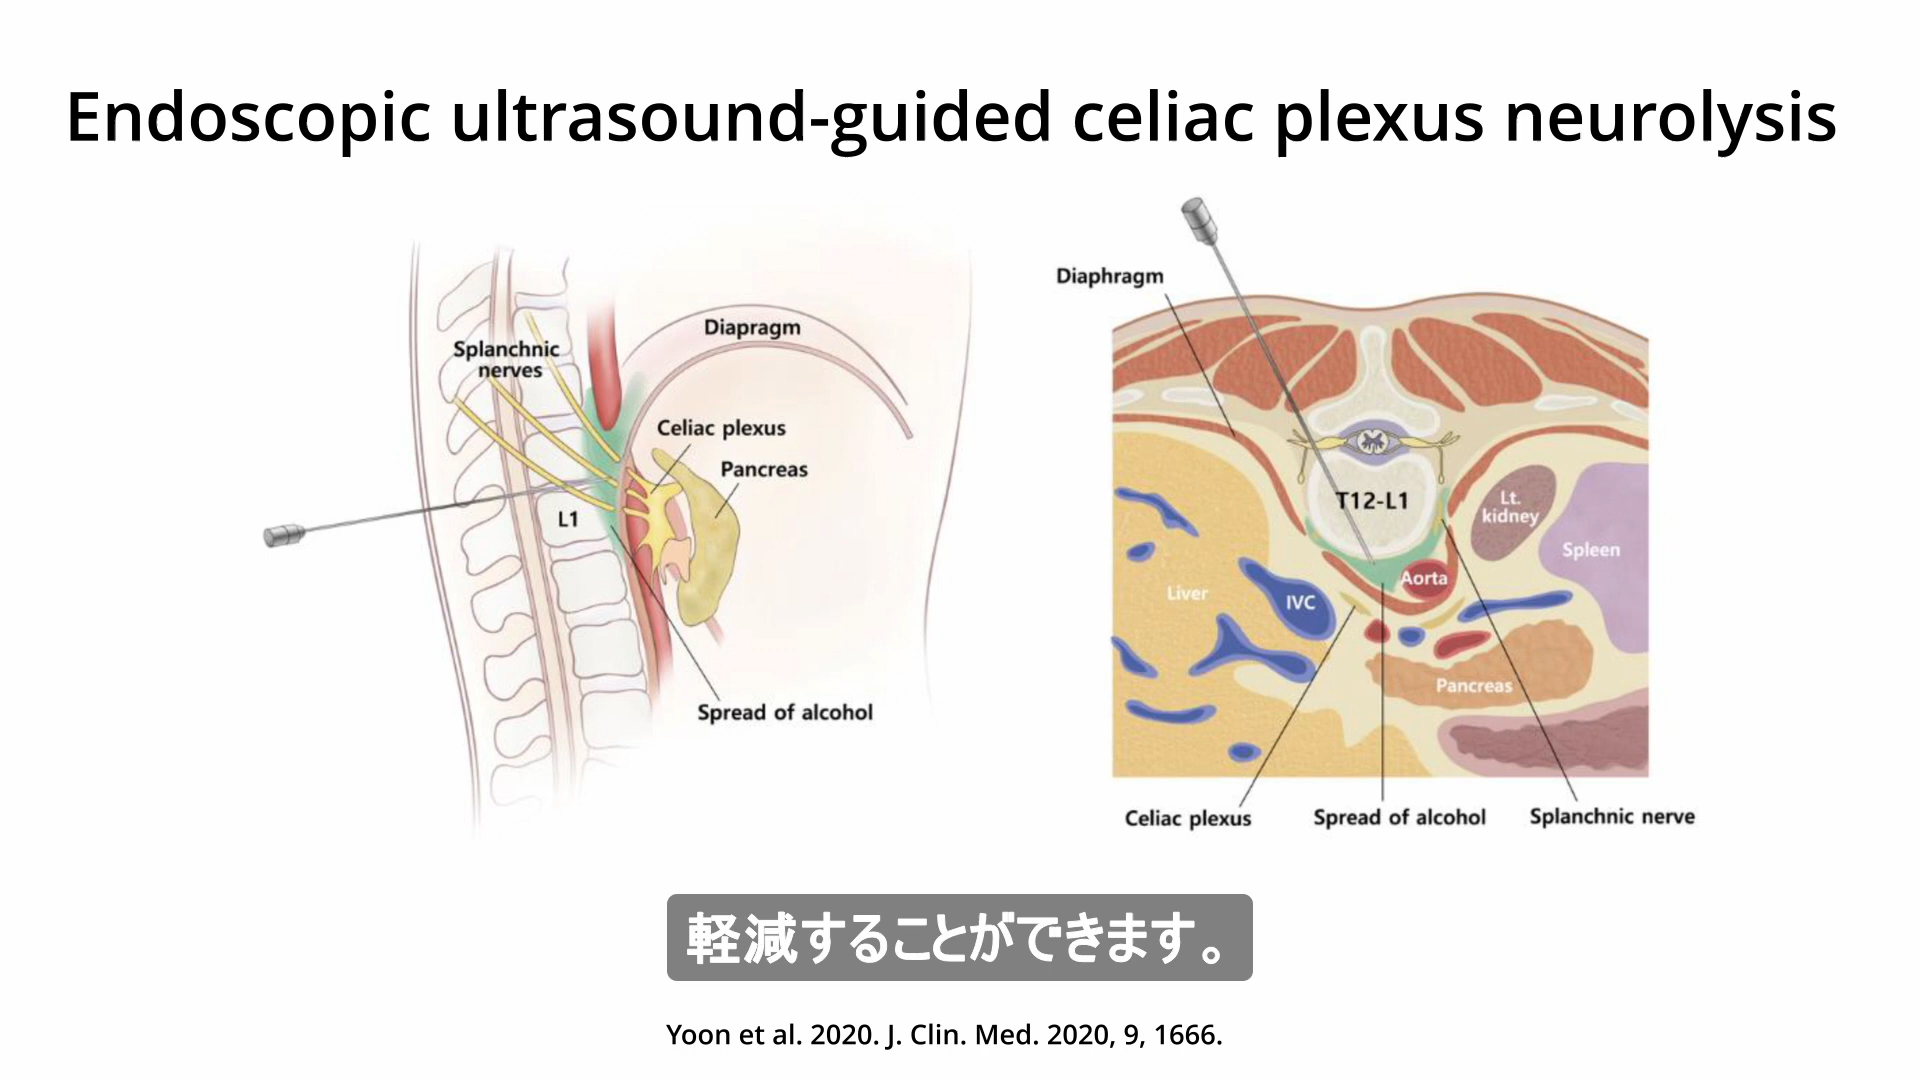 Endoscopic ultrasound-guided celiac plexus neurolysis
Splanchnic
nerves
Diapragm
Celiac plexus
Pancreas
L1
Spread of alcohol
Diaphragm
T12-L1
Lt.
kidney
Spleen
Aorta
Liver
IVC
Pancreas
Celiac plexus
Spread of alcohol
Splanchnic nerve
軽減することができます。
Yoon et al. 2020. J. Clin. Med. 2020, 9, 1666.